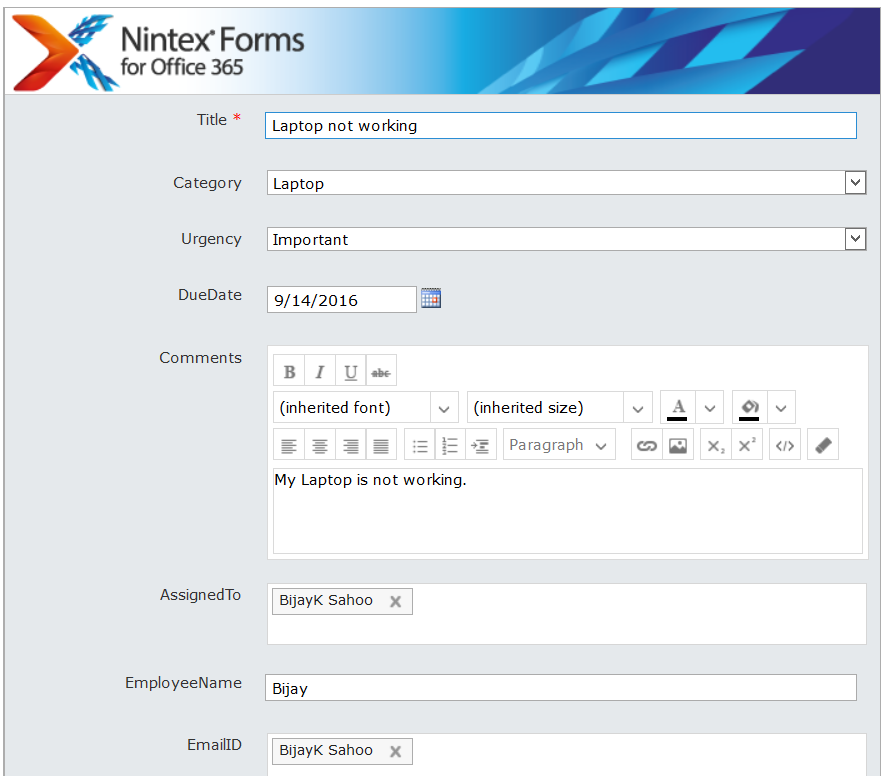 Nintex® Forms
for Office 365
Title * Laptop not working
Category Laptop
Urgency Important
DueDate 9/14/2016
Comments
B I U abc
(inherited font) (inherited size) A
Paragraph X₂ X² </>
My Laptop is not working.
AssignedTo BijayK Sahoo
EmployeeName Bijay
EmailID BijayK Sahoo